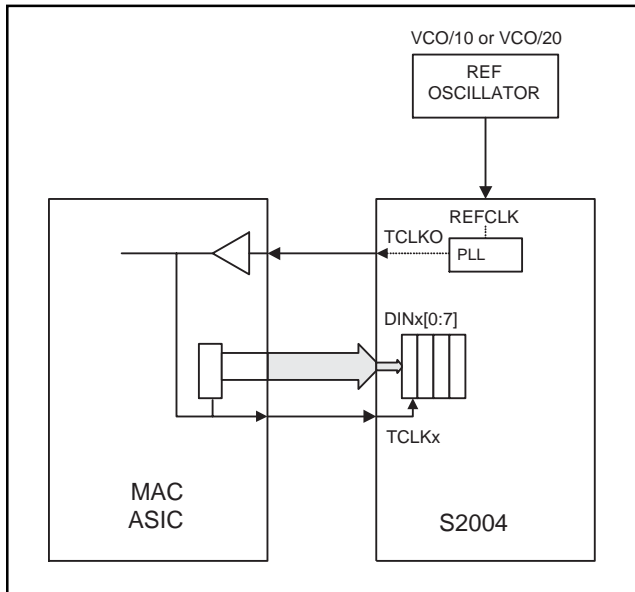 VCO/10 or VCO/20
REF
OSCILLATOR
REFCLK
TCLKO
PLL
DINx[0:7]
TCLKx
MAC
ASIC
S2004